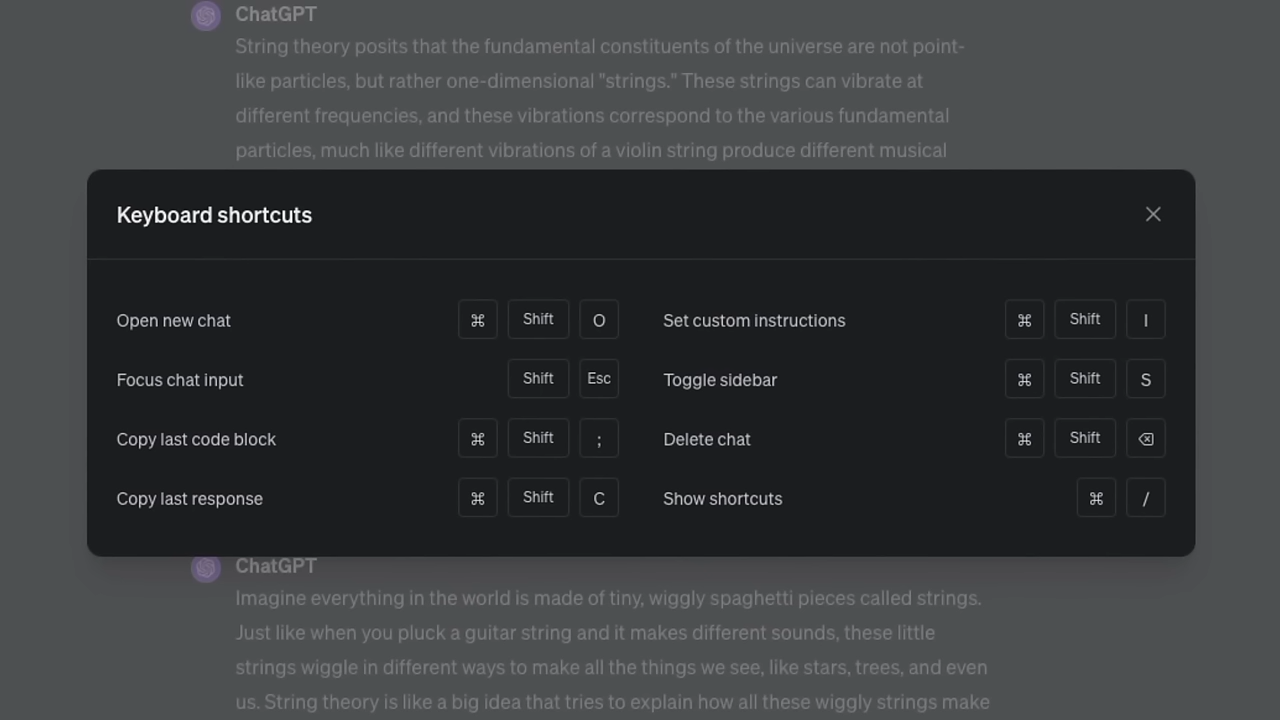 ChatGPT
String theory posits that the fundamental constituents of the universe are not point-
like particles, but rather one-dimensional "strings." These strings can vibrate at
different frequencies, and these vibrations correspond to the various fundamental
particles, much like different vibrations of a violin string produce different musical
Keyboard shortcuts
Open new chat ⌘ Shift O
Set custom instructions ⌘ Shift I
Focus chat input Shift Esc
Toggle sidebar ⌘ Shift S
Copy last code block ⌘ Shift ;
Delete chat ⌘ Shift ⌫
Copy last response ⌘ Shift C
Show shortcuts ⌘ /
ChatGPT
Imagine everything in the world is made of tiny, wiggly spaghetti pieces called strings.
Just like when you pluck a guitar string and it makes different sounds, these little
strings wiggle in different ways to make all the things we see, like stars, trees, and even
us. String theory is like a big idea that tries to explain how all these wiggly strings make